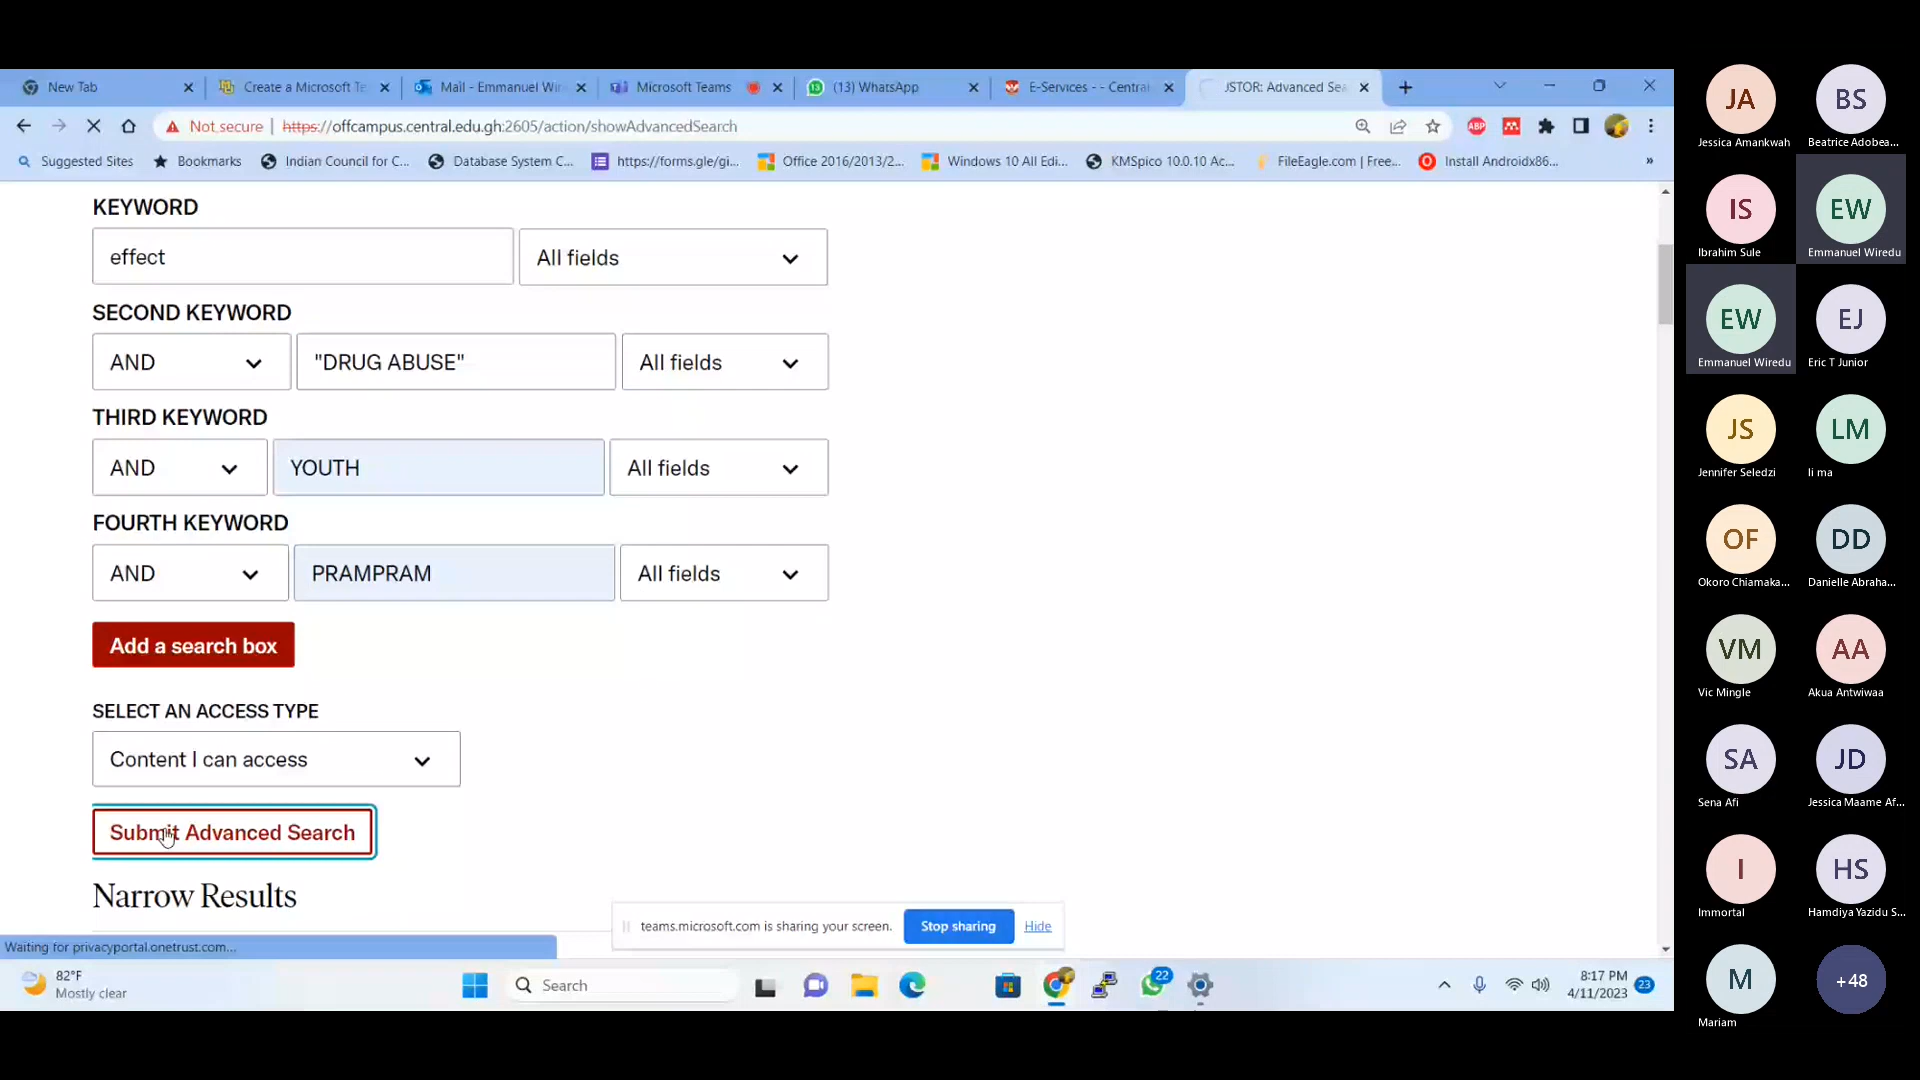 New Tab
Create a Microsoft Te
Mail - Emmanuel Wir
Microsoft Teams
(13) WhatsApp
E-Services - - Central
JSTOR: Advanced Sea
Not secure | https://offcampus.central.edu.gh:2605/action/showAdvancedSearch
ABP
Suggested Sites
Bookmarks
Indian Council for C...
Database System C...
https://forms.gle/gi...
Office 2016/2013/2...
Windows 10 All Edi...
KMSpico 10.0.10 Ac...
FileEagle.com | Free...
Install Androidx86...
»
KEYWORD
effect
All fields
SECOND KEYWORD
AND
"DRUG ABUSE"
All fields
THIRD KEYWORD
AND
YOUTH
All fields
FOURTH KEYWORD
AND
PRAMPRAM
All fields
Add a search box
SELECT AN ACCESS TYPE
Content I can access
Submit Advanced Search
Narrow Results
teams.microsoft.com is sharing your screen.
Stop sharing
Hide
Waiting for privacyportal.onetrust.com...
82°F
Mostly clear
Search
22
8:17 PM
4/11/2023
23
JA
Jessica Amankwah
BS
Beatrice Adobea...
IS
Ibrahim Sule
EW
Emmanuel Wiredu
EW
Emmanuel Wiredu
EJ
Eric T Junior
JS
Jennifer Seledzi
LM
li ma
OF
Okoro Chiamaka...
DD
Danielle Abraha...
VM
Vic Mingle
AA
Akua Antwiwaa
SA
Sena Afi
JD
Jessica Maame Af...
I
Immortal
HS
Hamdiya Yazidu S...
M
Mariam
+48